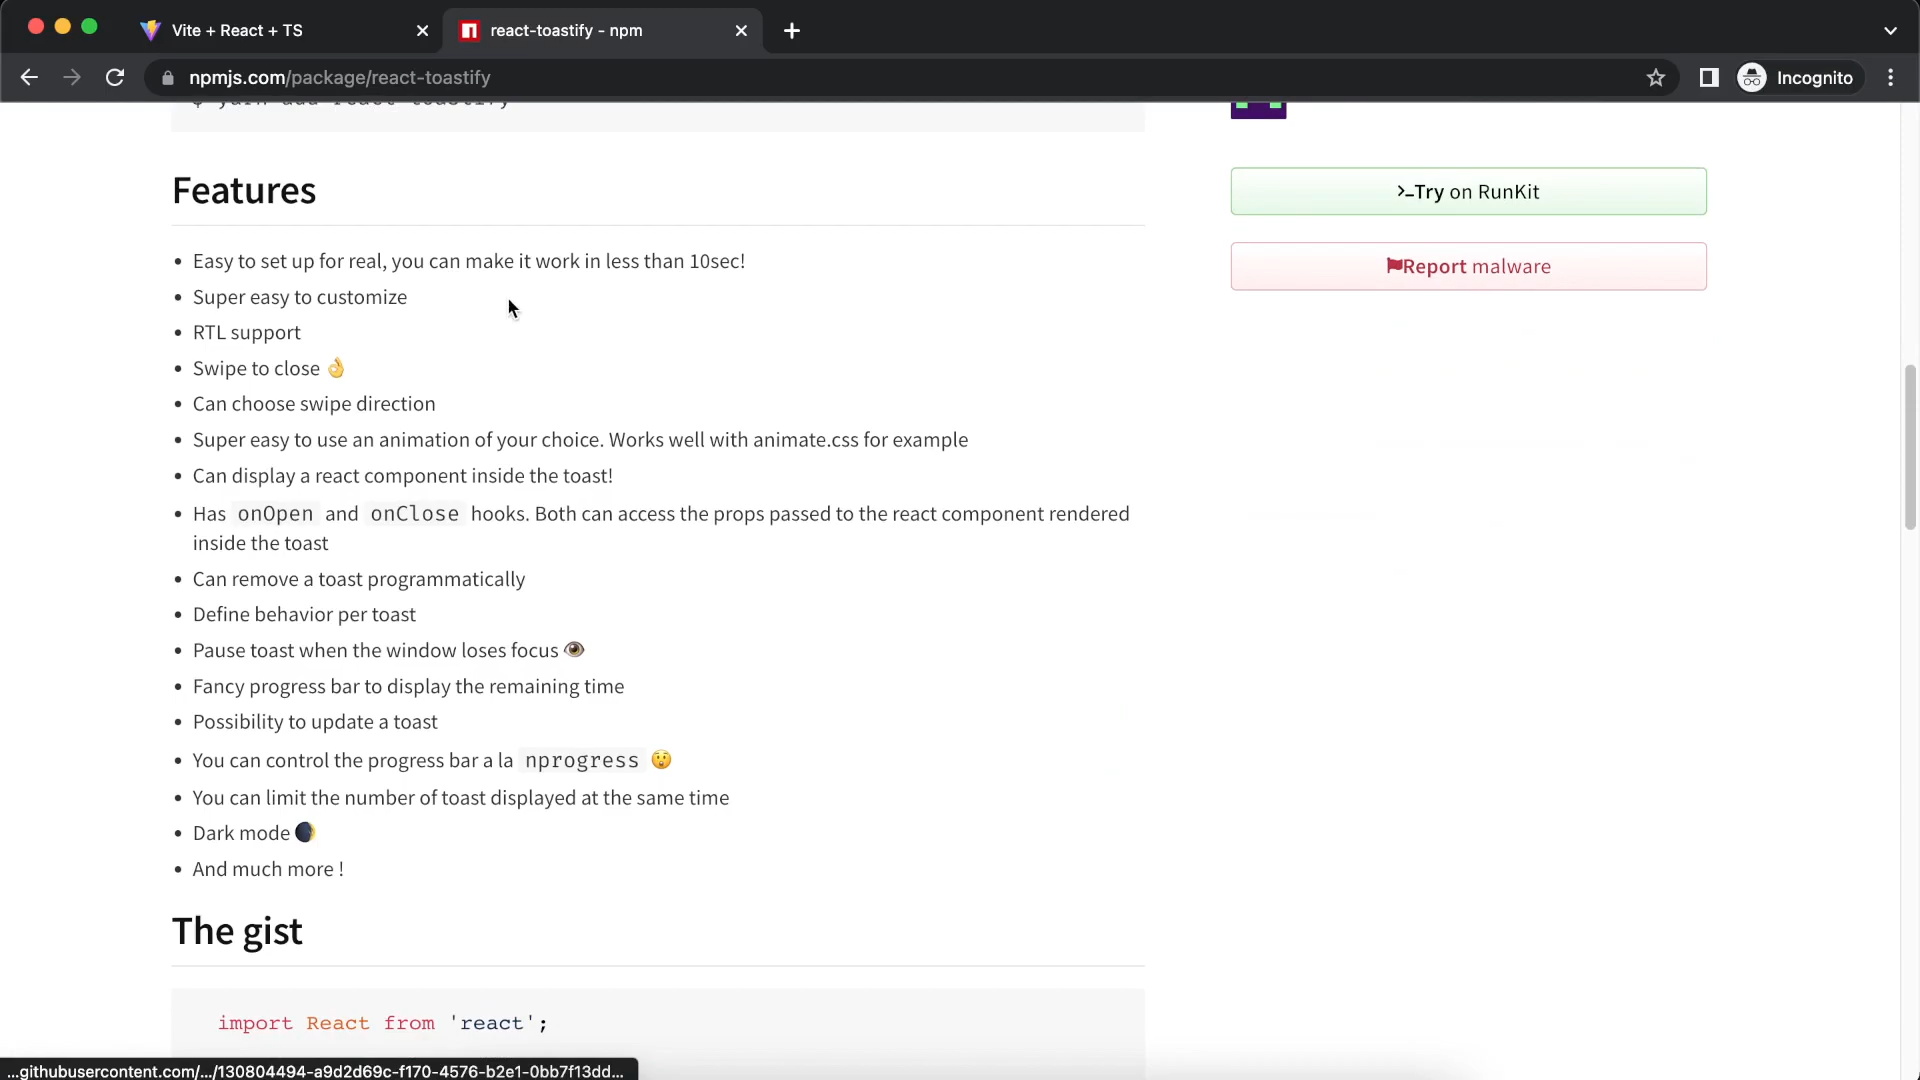 Vite + React + TS
react-toastify - npm
npmjs.com/package/react-toastify
Incognito
$ yarn add react-toastify
Features
Easy to set up for real, you can make it work in less than 10sec!
Super easy to customize
RTL support
Swipe to close 👌
Can choose swipe direction
Super easy to use an animation of your choice. Works well with animate.css for example
Can display a react component inside the toast!
Has onOpen and onClose hooks. Both can access the props passed to the react component rendered
inside the toast
Can remove a toast programmatically
Define behavior per toast
Pause toast when the window loses focus 👁
Fancy progress bar to display the remaining time
Possibility to update a toast
You can control the progress bar a la nprogress 😲
You can limit the number of toast displayed at the same time
Dark mode 🌒
And much more !
The gist
import React from 'react';
Try on RunKit
Report malware
...githubusercontent.com/.../130804494-a9d2d69c-f170-4576-b2e1-0bb7f13dd...